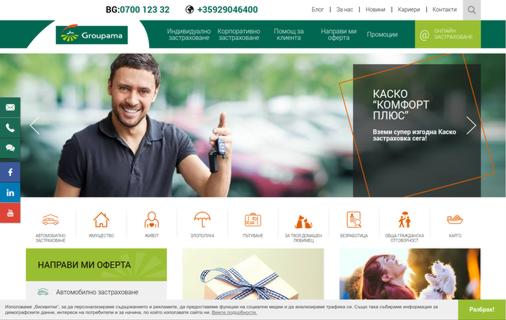 BG:0700 123 32
+35929046400
Блог
За нас
Новини
Кариери
Контакти
Groupama
Индивидуално
застраховане
Корпоративно
застраховане
Помощ за
клиента
Направи ми
оферта
Промоции
@ ОНЛАЙН
ЗАСТРАХОВАНЕ
КАСКО
"КОМФОРТ
ПЛЮС"
Вземи супер изгодна Каско
застраховка сега!
АВТОМОБИЛНО
ЗАСТРАХОВАНЕ
ИМУЩЕСТВО
ЖИВОТ
ЗЛОПОЛУКА
ПЪТУВАНЕ
ЗА ТВОЯ ДОМАШЕН
ЛЮБИМЕЦ
БЕЗРАБОТИЦА
ОБЩА ГРАЖДАНСКА
ОТГОВОРНОСТ
КАРГО
НАПРАВИ МИ ОФЕРТА
Автомобилно застраховане
Използваме „бисквитки", за да персонализираме съдържанието и рекламите, да предоставяме функции на социални медии и да анализираме трафика си. Също така събираме информация за
демографските данни, интереси на потребителя и за начина, по който използвате сайта ни. Вижте подробности.
Разбрах!